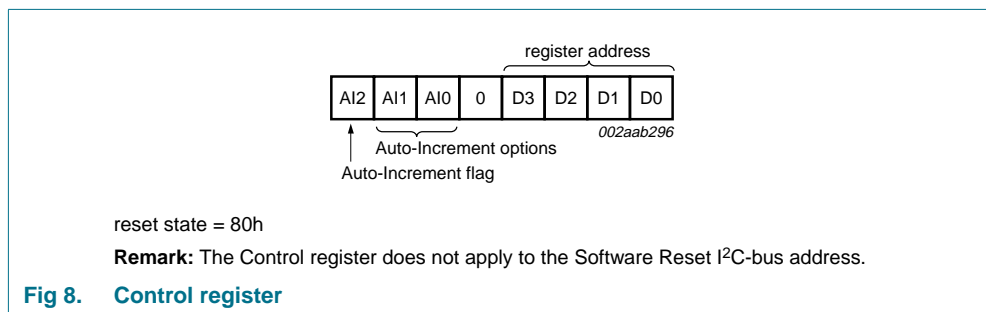 register address
AI2 AI1 AI0 0 D3 D2 D1 D0
002aab296
Auto-Increment options
Auto-Increment flag
reset state = 80h
Remark: The Control register does not apply to the Software Reset I²C-bus address.
Fig 8. Control register